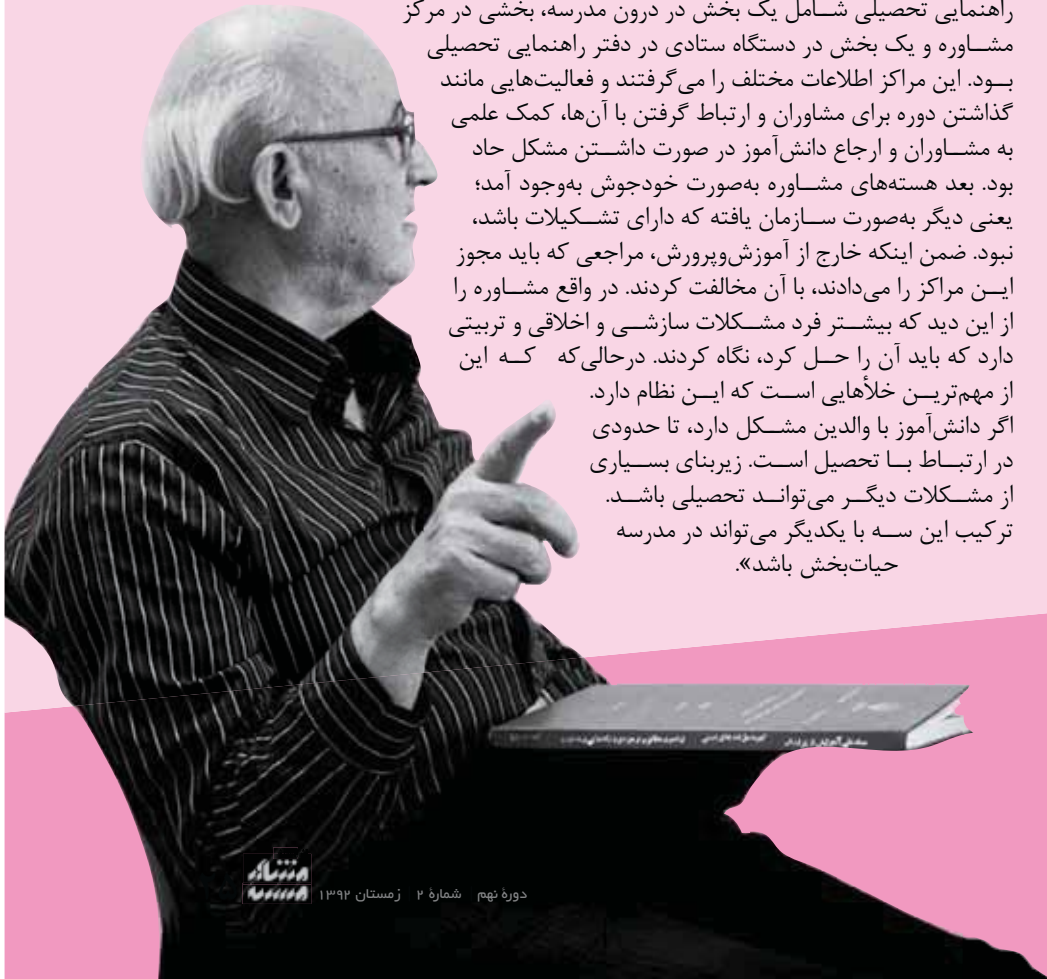 راهنمایی تحصیلی شامل یک بخش در درون مدرسه، بخشی در مرکز
مشاوره و یک بخش در دستگاه ستادی در دفتر راهنمایی تحصیلی
بود. این مراکز اطلاعات مختلف را می‌گرفتند و فعالیت‌هایی مانند
گذاشتن دوره برای مشاوران و ارتباط گرفتن با آن‌ها، کمک علمی
به مشاوران و ارجاع دانش‌آموز در صورت داشتن مشکل حاد
بود. بعد هسته‌های مشاوره به‌صورت خودجوش به‌وجود آمد؛
یعنی دیگر به‌صورت سازمان یافته که دارای تشکیلات باشد،
نبود. ضمن اینکه خارج از آموزش‌وپرورش، مراجعی که باید مجوز
این مراکز را می‌دادند، با آن مخالفت کردند. در واقع مشاوره را
از این دید که بیشتر فرد مشکلات سازشی و اخلاقی و تربیتی
دارد که باید آن را حل کرد، نگاه کردند. درحالی‌که که این
از مهم‌ترین خلأهایی است که این نظام دارد.
اگر دانش‌آموز با والدین مشکل دارد، تا حدودی
در ارتباط با تحصیل است. زیربنای بسیاری
از مشکلات دیگر می‌تواند تحصیلی باشد.
ترکیب این سه با یکدیگر می‌تواند در مدرسه
حیات‌بخش باشد».
دورهٔ نهم شمارهٔ ۲ زمستان ۱۳۹۲